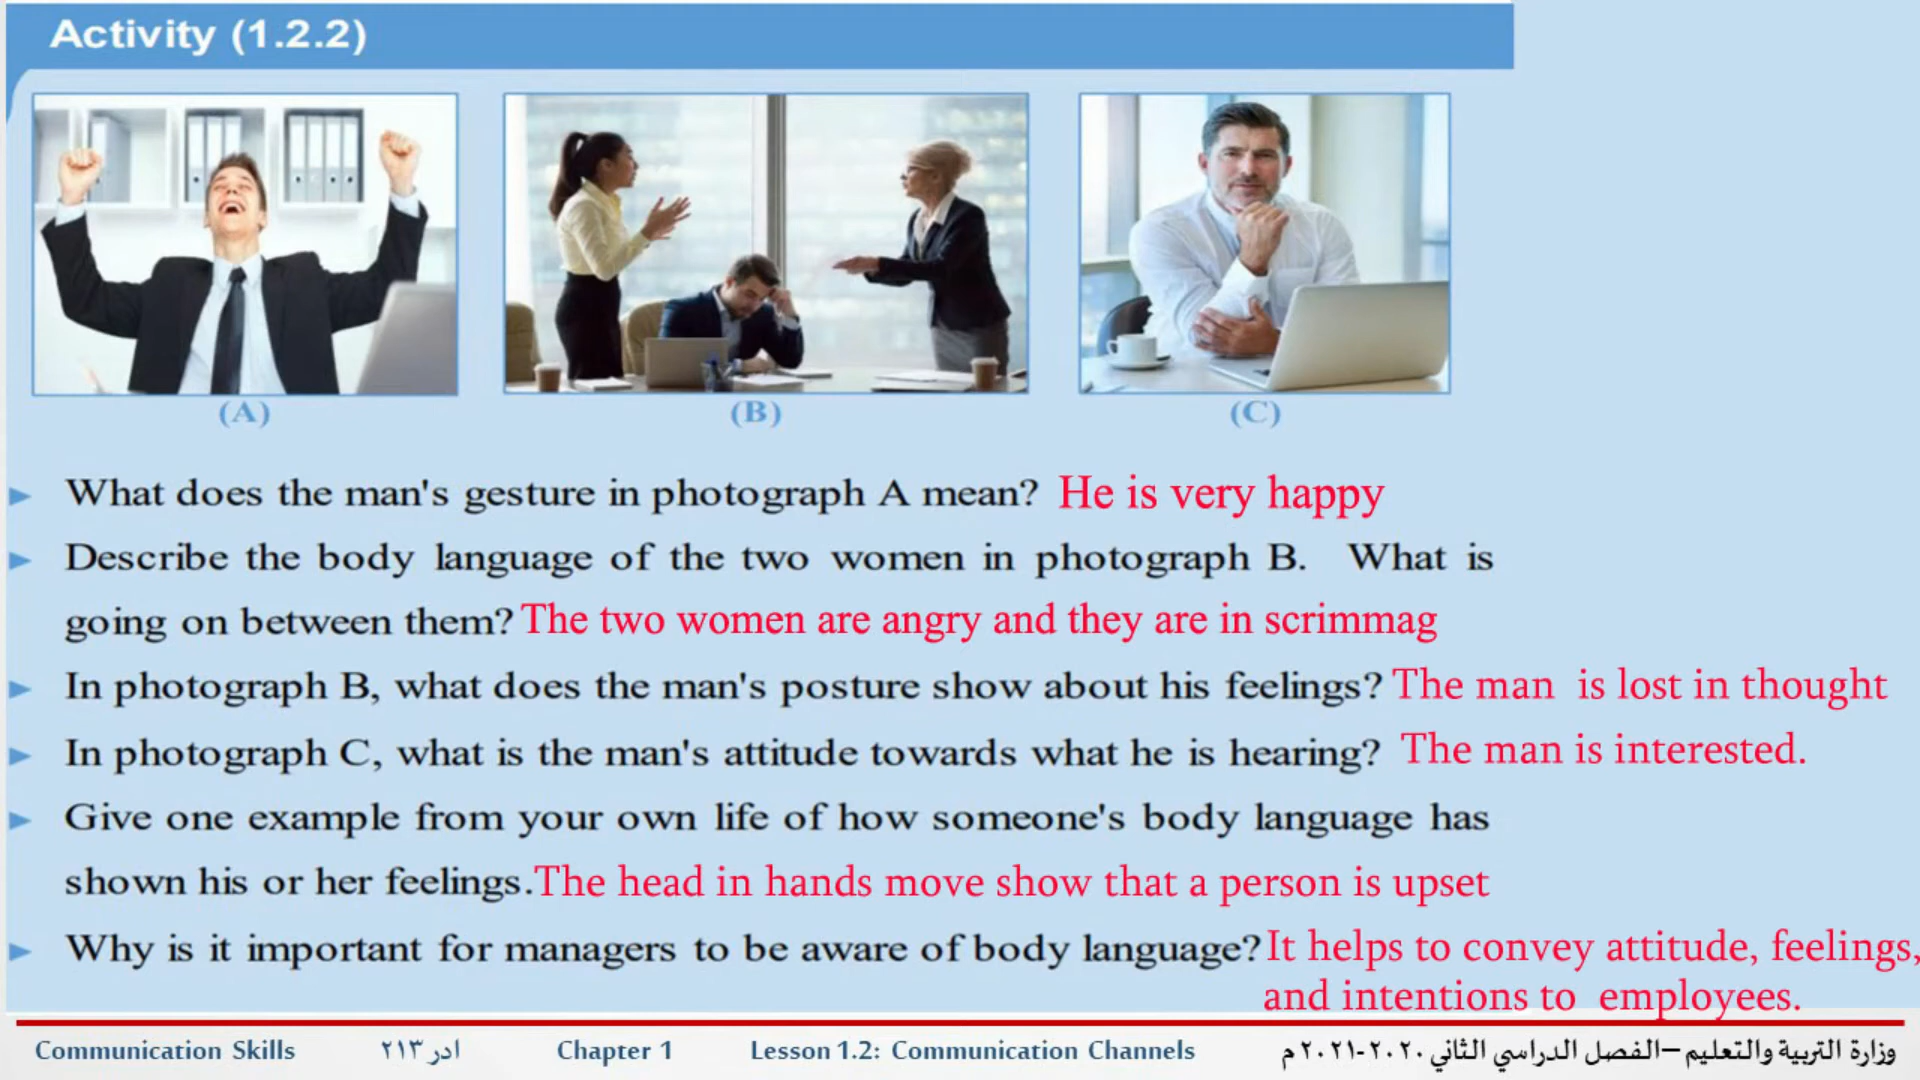 Activity (1.2.2)
(A)
(B)
(C)
What does the man's gesture in photograph A mean? He is very happy
Describe the body language of the two women in photograph B. What is
going on between them? The two women are angry and they are in scrimmag
In photograph B, what does the man's posture show about his feelings? The man is lost in thought
In photograph C, what is the man's attitude towards what he is hearing? The man is interested.
Give one example from your own life of how someone's body language has
shown his or her feelings. The head in hands move show that a person is upset
Why is it important for managers to be aware of body language? It helps to convey attitude, feelings,
and intentions to employees.
Communication Skills ادر ٢١٣ Chapter 1 Lesson 1.2: Communication Channels وزارة التربية والتعليم – الفصل الدراسي الثاني ٢٠٢٠-٢٠٢١ م